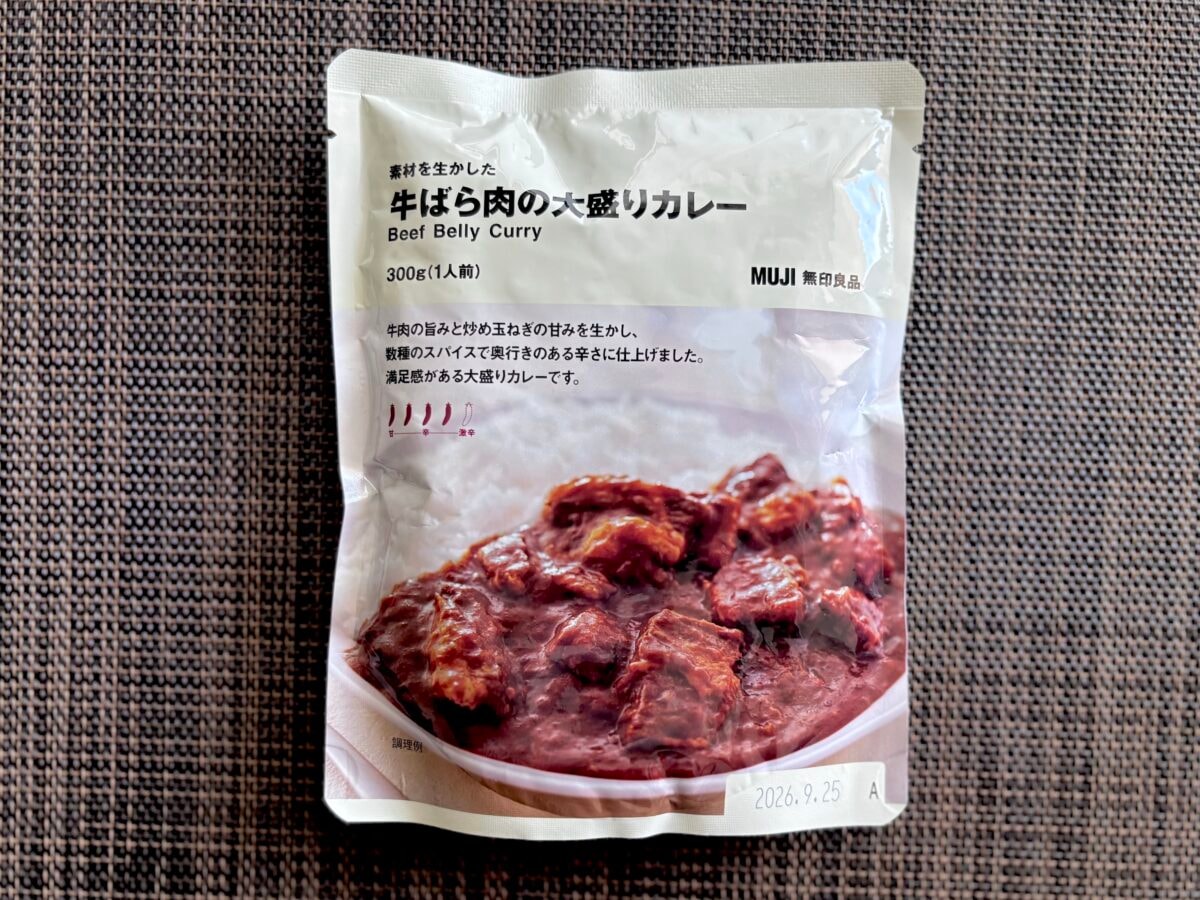 素材を生かした
牛ばら肉の大盛りカレー
Beef Belly Curry
300g(1人前)
MUJI 無印良品
牛肉の旨みと炒め玉ねぎの甘みを生かし、
数種のスパイスで奥行きのある辛さに仕上げました。
満足感がある大盛りカレーです。
甘 辛 激辛
調理例
2026.9.25 A